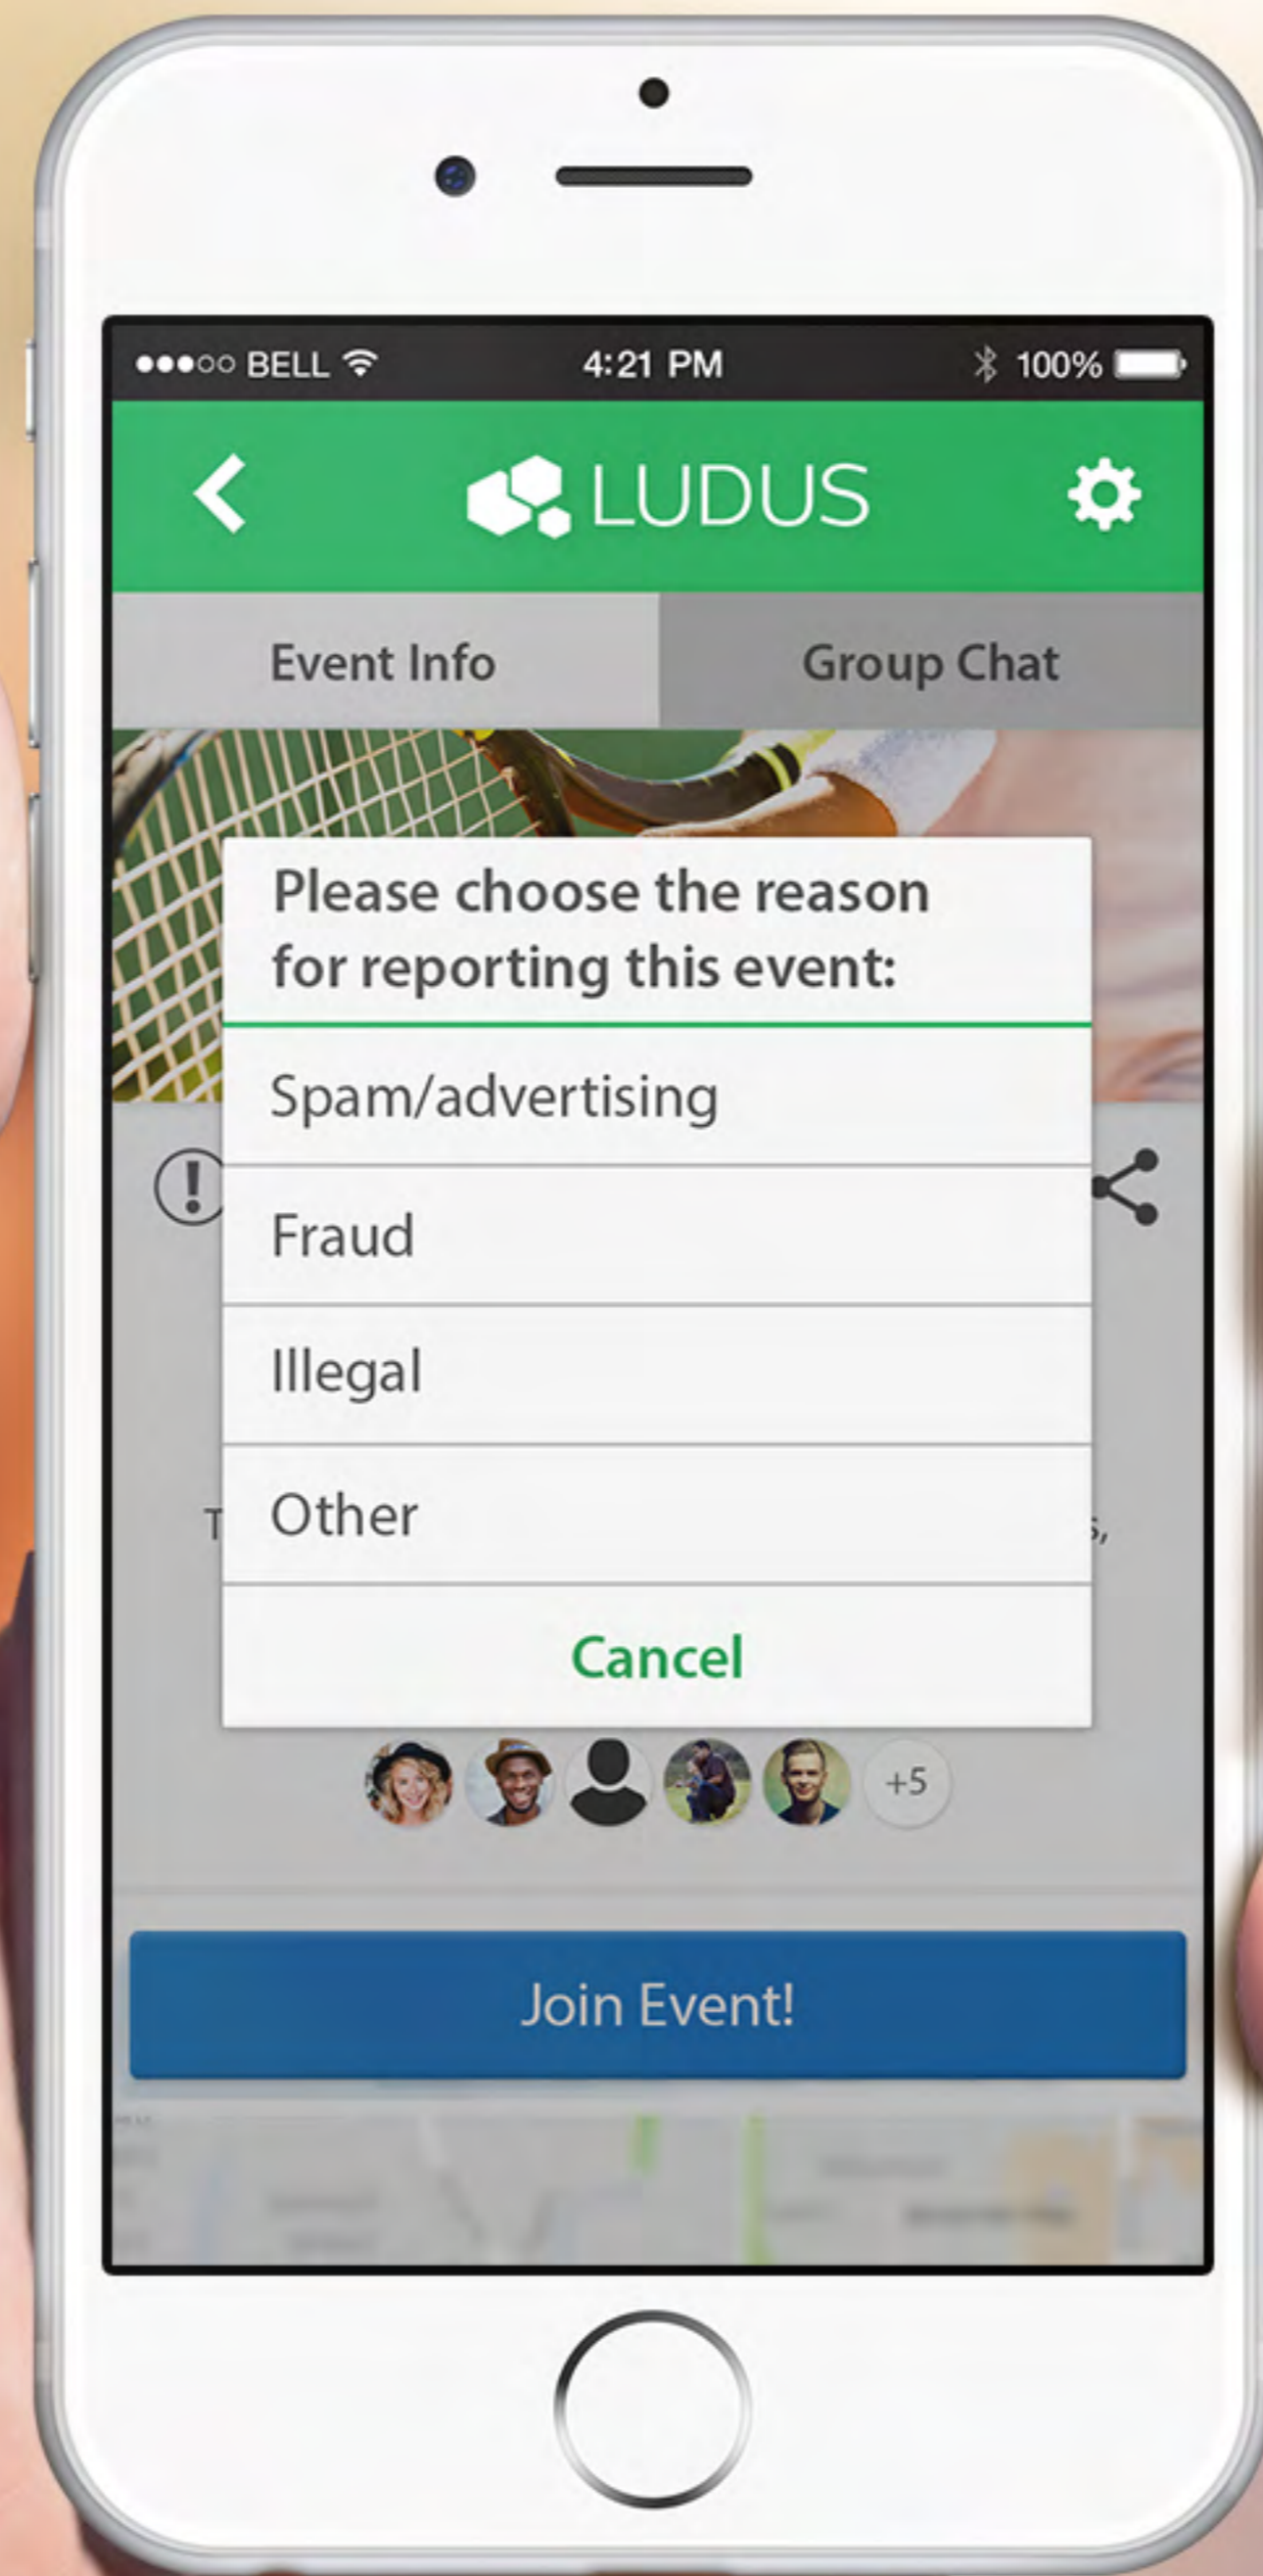 BELL 4:21 PM 100%
LUDUS
Event Info Group Chat
Please choose the reason
for reporting this event:
Spam/advertising
Fraud
Illegal
T Other s,
Cancel
+5
Join Event!